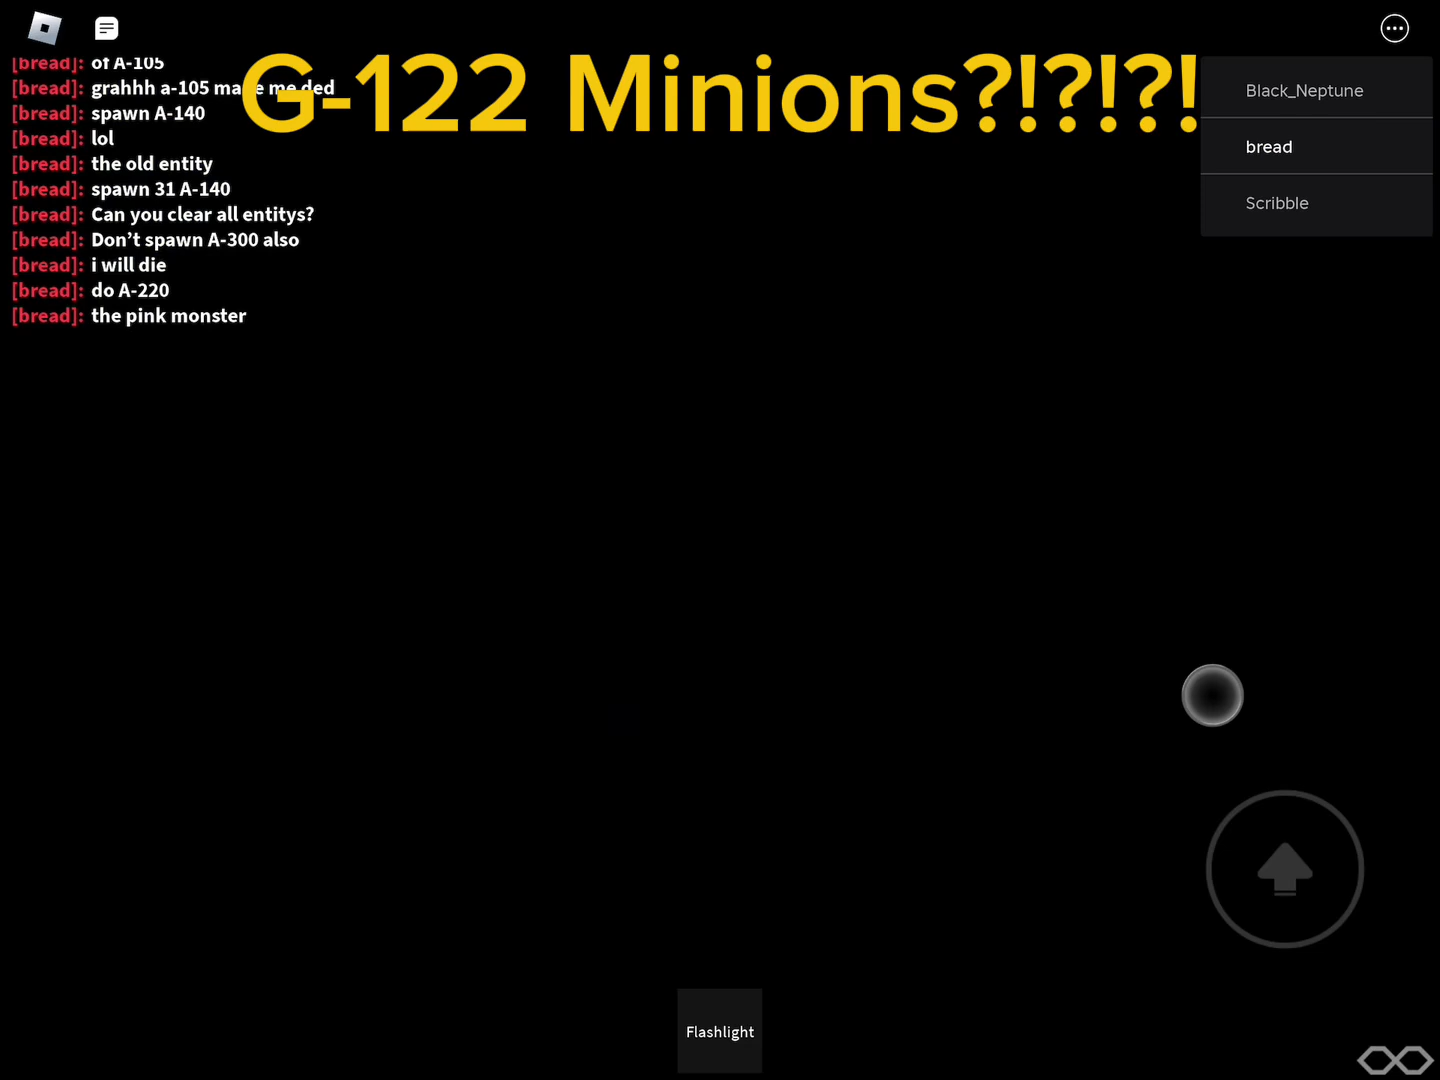 [bread]: of A-105
[bread]: grahhh a-105 made me ded
[bread]: spawn A-140
[bread]: lol
[bread]: the old entity
[bread]: spawn 31 A-140
[bread]: Can you clear all entitys?
[bread]: Don’t spawn A-300 also
[bread]: i will die
[bread]: do A-220
[bread]: the pink monster
G-122 Minions?!?!?!
Black_Neptune
bread
Scribble
Flashlight